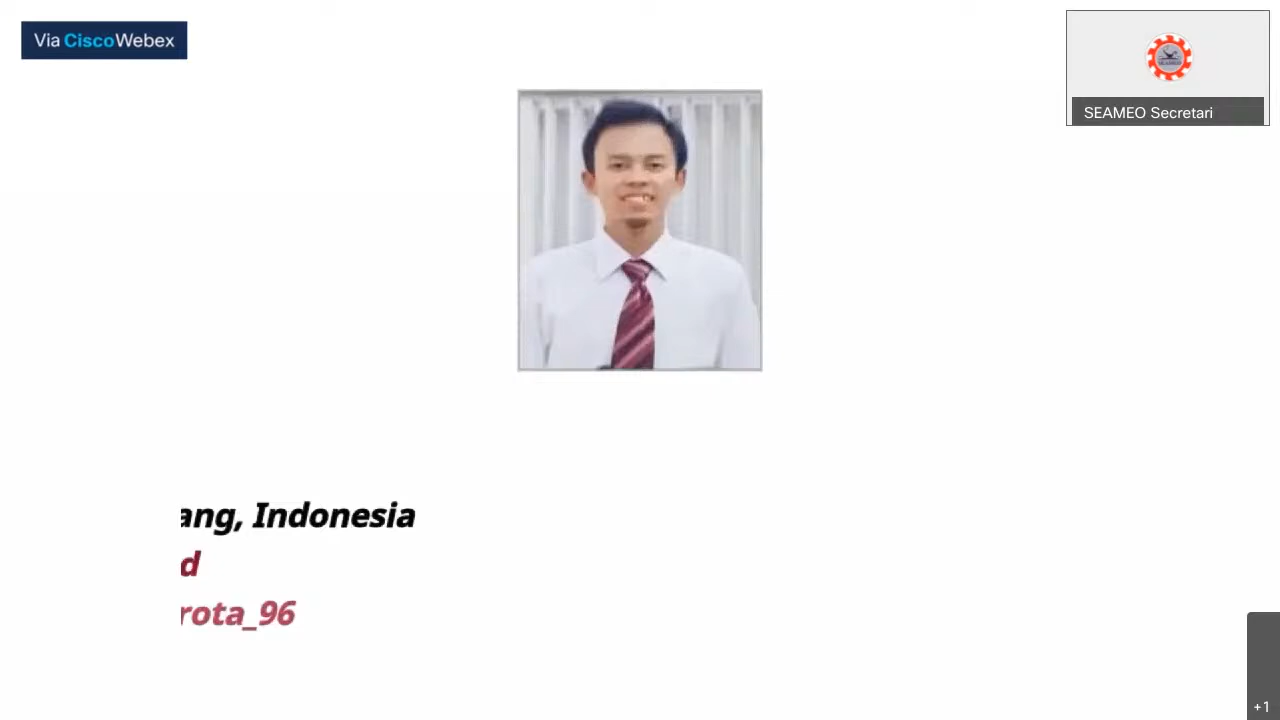 Via CiscoWebex
SEAMEO Secretari
ang, Indonesia
d
rota_96
+1